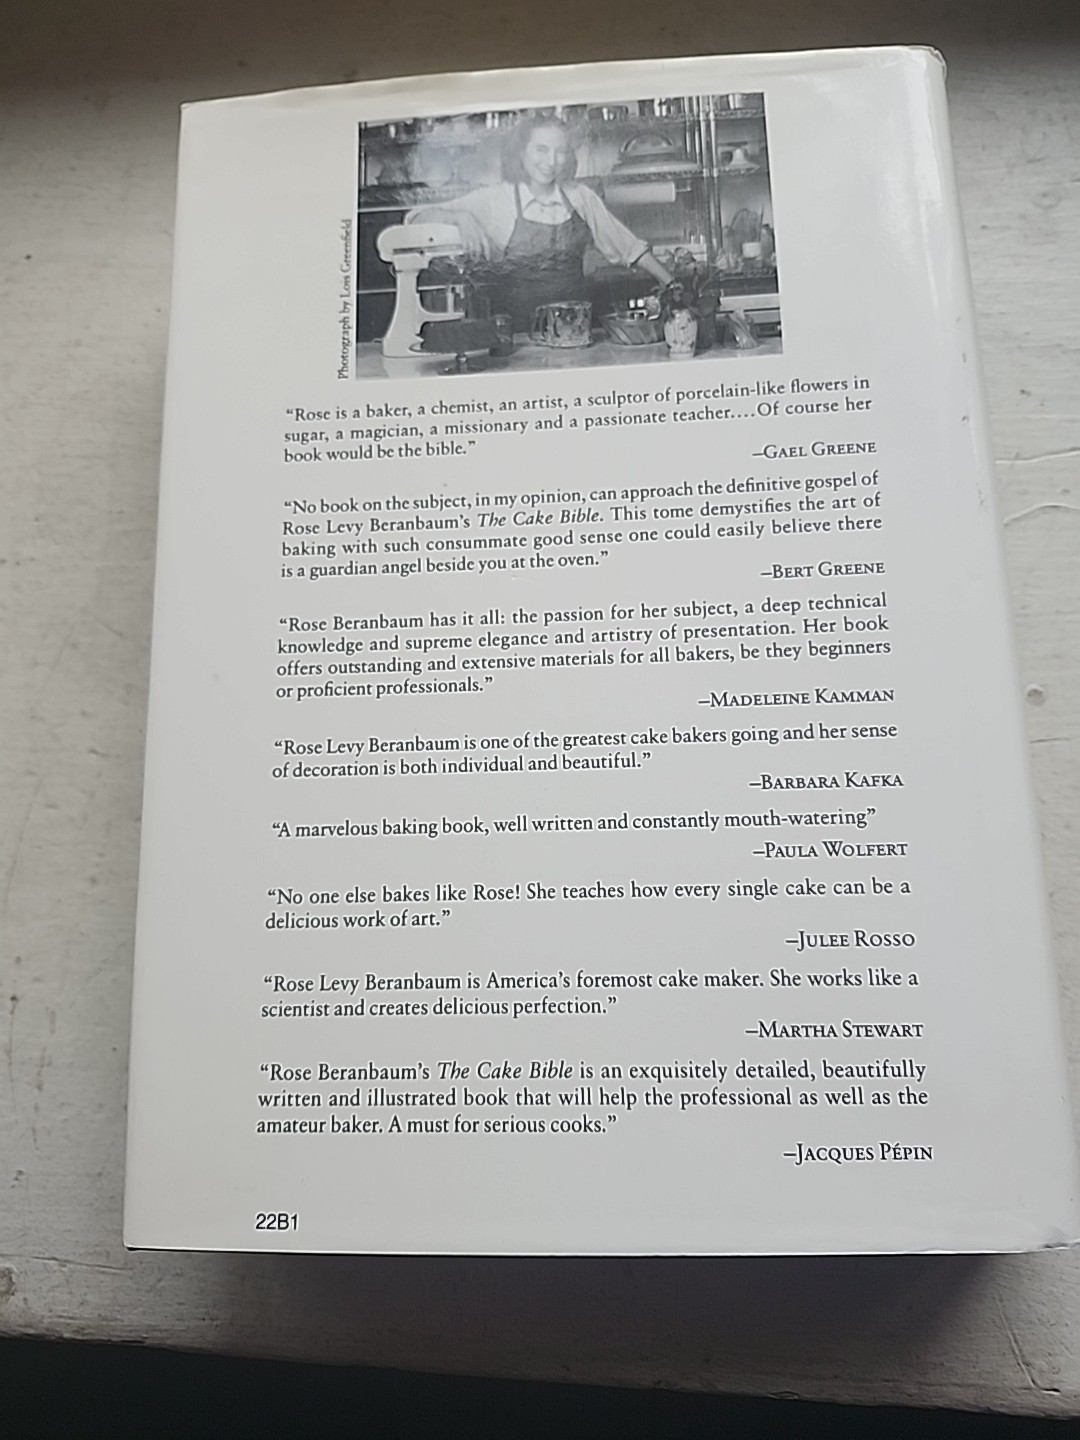 Photograph by Lois Greenfield
“Rose is a baker, a chemist, an artist, a sculptor of porcelain-like flowers in
sugar, a magician, a missionary and a passionate teacher....Of course her
book would be the bible.”
–GAEL GREENE
“No book on the subject, in my opinion, can approach the definitive gospel of
Rose Levy Beranbaum’s The Cake Bible. This tome demystifies the art of
baking with such consummate good sense one could easily believe there
is a guardian angel beside you at the oven.”
–BERT GREENE
“Rose Beranbaum has it all: the passion for her subject, a deep technical
knowledge and supreme elegance and artistry of presentation. Her book
offers outstanding and extensive materials for all bakers, be they beginners
or proficient professionals.”
–MADELEINE KAMMAN
“Rose Levy Beranbaum is one of the greatest cake bakers going and her sense
of decoration is both individual and beautiful.”
–BARBARA KAFKA
“A marvelous baking book, well written and constantly mouth-watering”
–PAULA WOLFERT
“No one else bakes like Rose! She teaches how every single cake can be a
delicious work of art.”
–JULEE ROSSO
“Rose Levy Beranbaum is America’s foremost cake maker. She works like a
scientist and creates delicious perfection.”
–MARTHA STEWART
“Rose Beranbaum’s The Cake Bible is an exquisitely detailed, beautifully
written and illustrated book that will help the professional as well as the
amateur baker. A must for serious cooks.”
–JACQUES PÉPIN
22B1